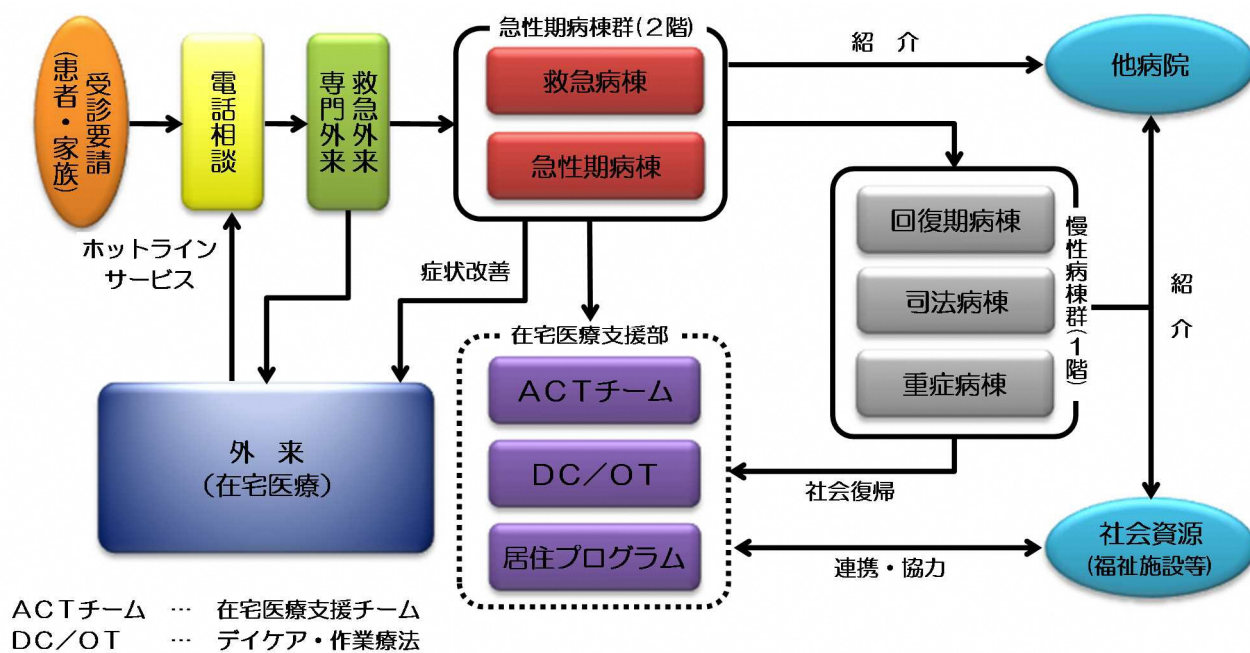 受診要請
(患者・家族)
電話相談
救急外来
専門外来
急性期病棟群(2階)
救急病棟
急性期病棟
紹 介
他病院
ホットライン
サービス
症状改善
回復期病棟
司法病棟
重症病棟
慢性病棟群(1階)
紹 介
在宅医療支援部
ACTチーム
DC/OT
居住プログラム
外 来
(在宅医療)
社会復帰
連携・協力
社会資源
(福祉施設等)
ACTチーム … 在宅医療支援チーム
DC/OT … デイケア・作業療法